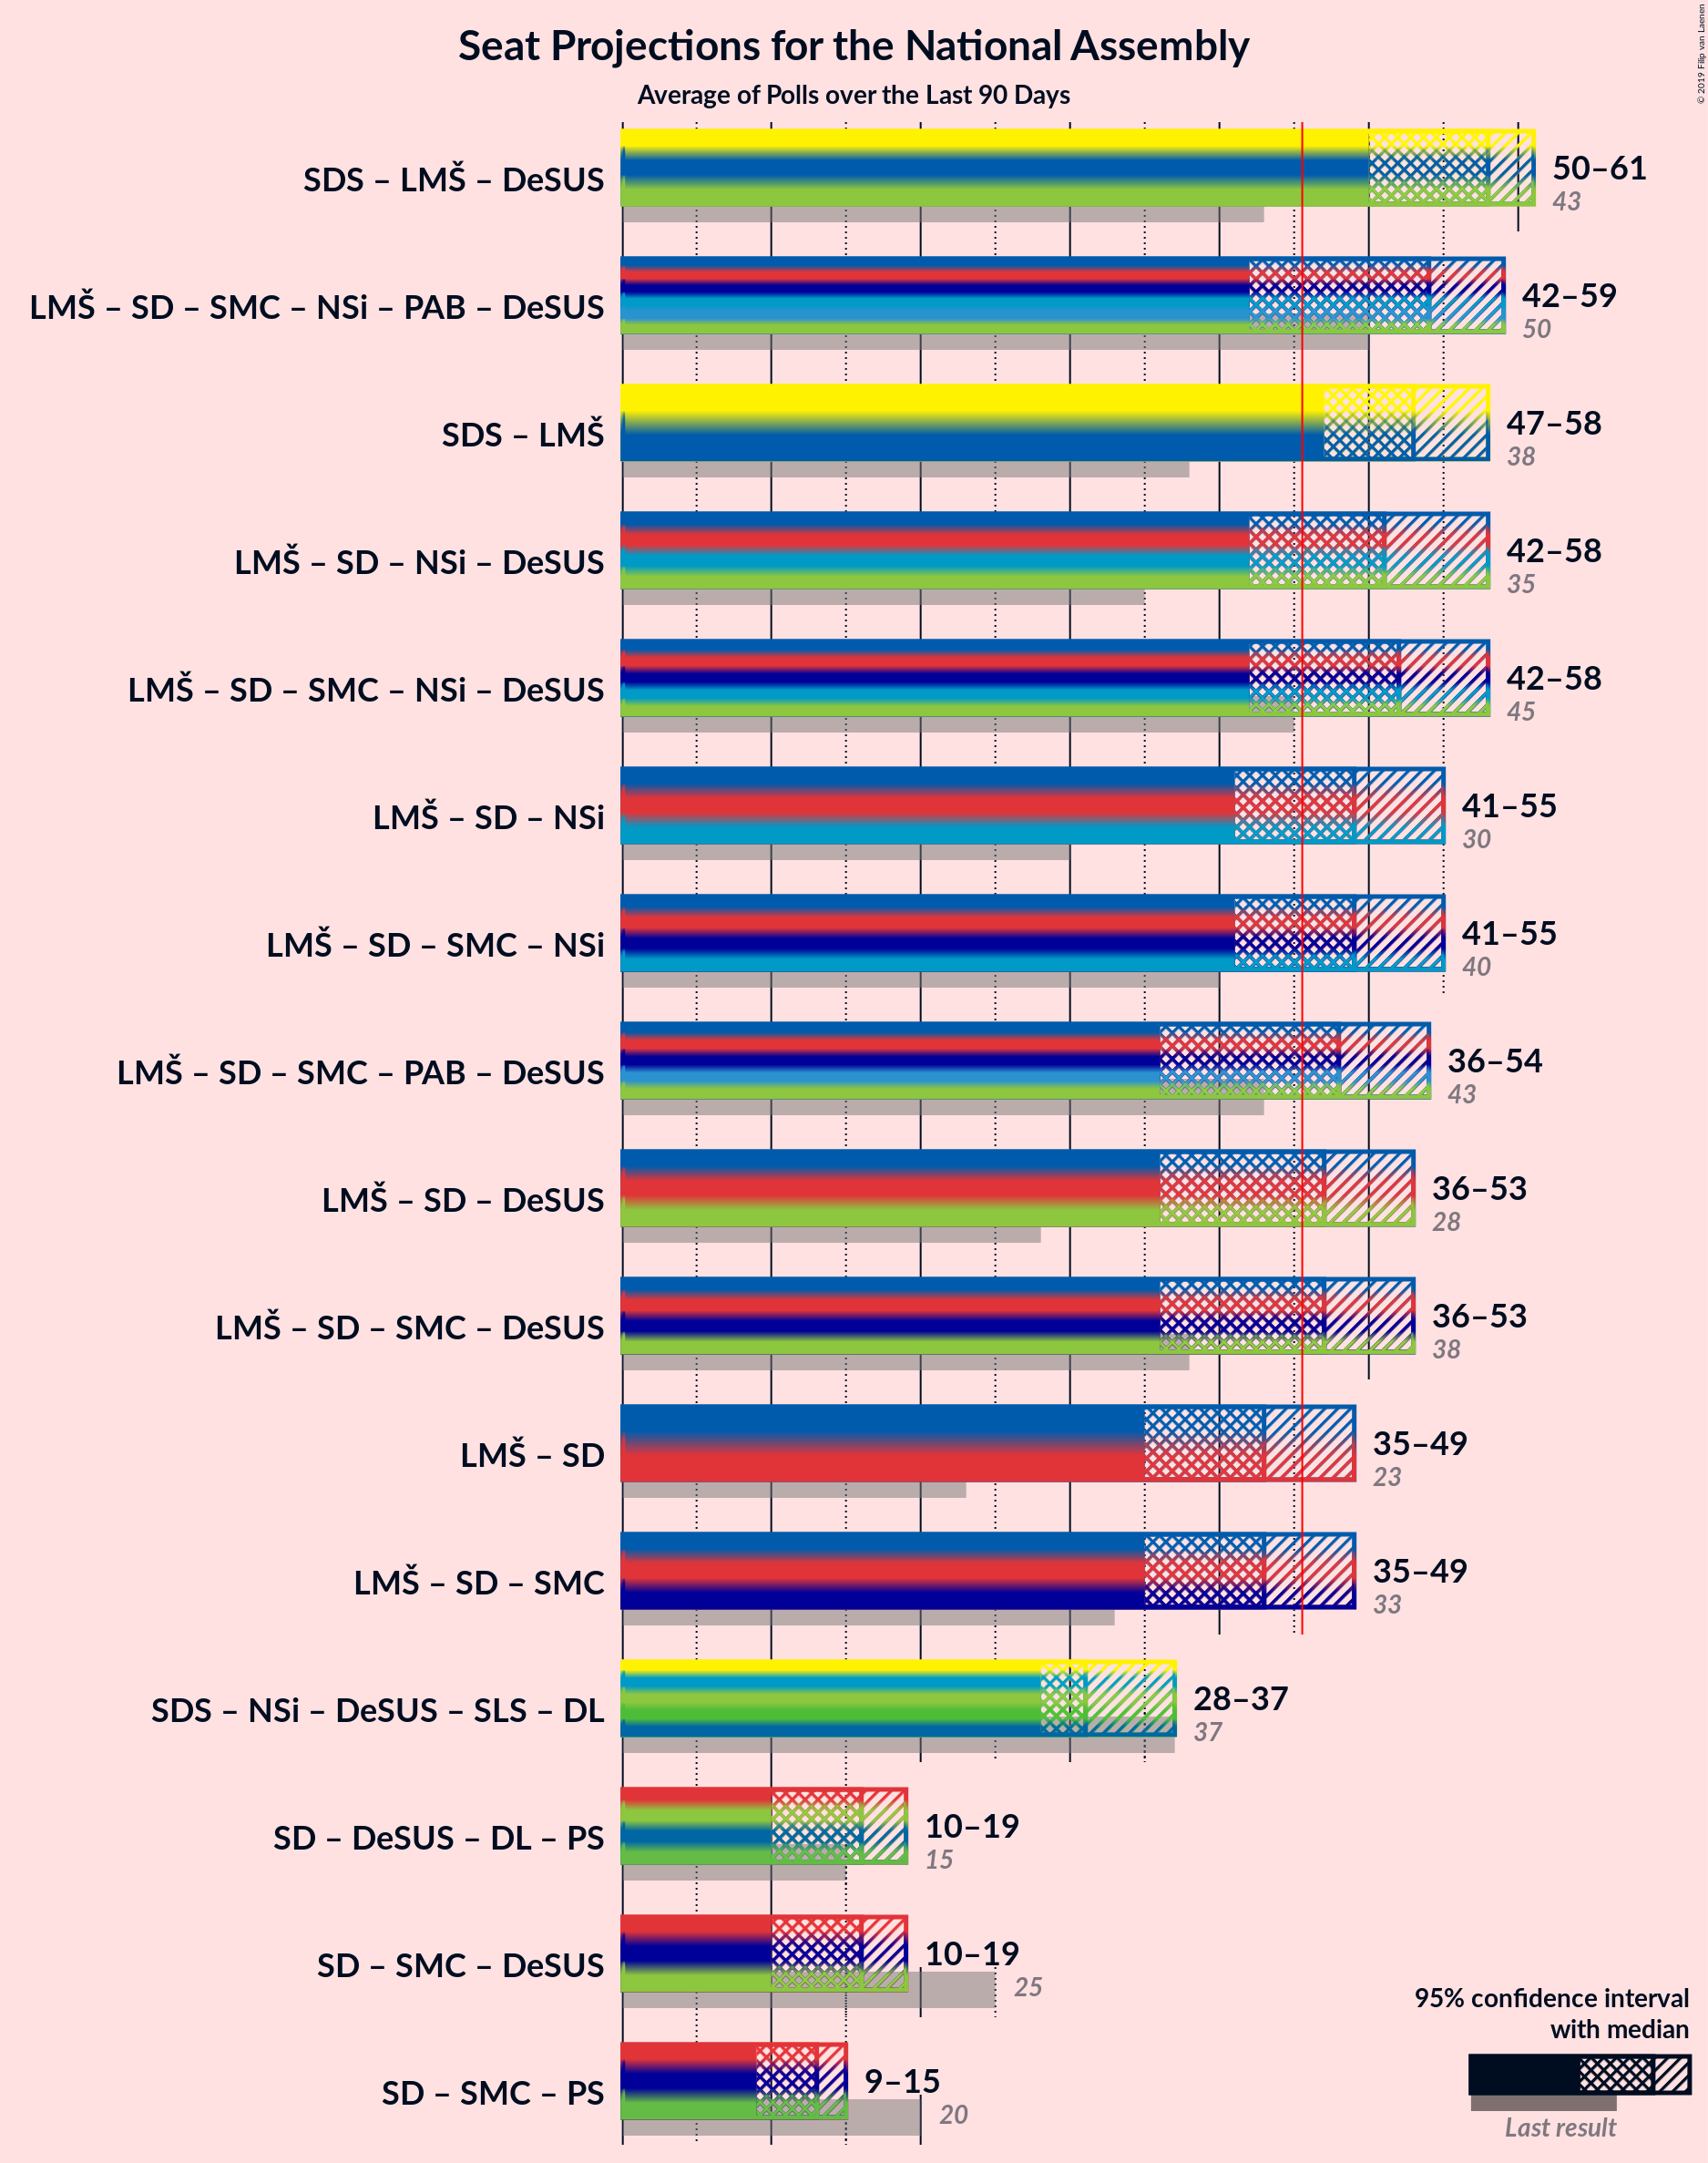 Seat Projections for the National Assembly
Average of Polls over the Last 90 Days
© 2019 Filip van Laenen
SDS – LMŠ – DeSUS
50–61
43
LMŠ – SD – SMC – NSi – PAB – DeSUS
42–59
50
SDS – LMŠ
47–58
38
LMŠ – SD – NSi – DeSUS
42–58
35
LMŠ – SD – SMC – NSi – DeSUS
42–58
45
LMŠ – SD – NSi
41–55
30
LMŠ – SD – SMC – NSi
41–55
40
LMŠ – SD – SMC – PAB – DeSUS
36–54
43
LMŠ – SD – DeSUS
36–53
28
LMŠ – SD – SMC – DeSUS
36–53
38
LMŠ – SD
35–49
23
LMŠ – SD – SMC
35–49
33
SDS – NSi – DeSUS – SLS – DL
28–37
37
SD – DeSUS – DL – PS
10–19
15
SD – SMC – DeSUS
10–19
25
SD – SMC – PS
9–15
20
95% confidence interval
with median
Last result